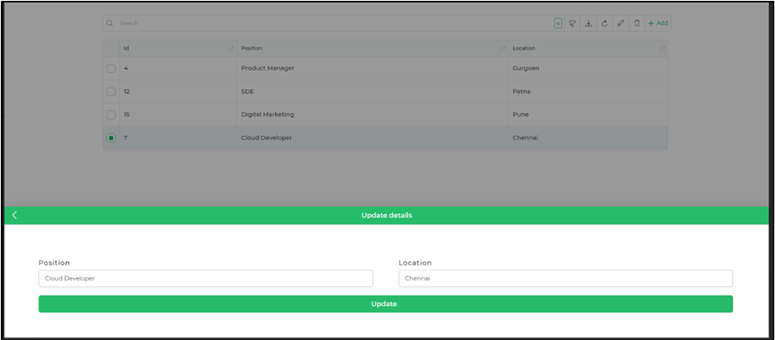 Search
+ Add
Id Position Location
4 Product Manager Gurgoan
12 SDE Patna
15 Digital Marketing Pune
7 Cloud Developer Chennai
Update details
Position Location
Cloud Developer Chennai
Update